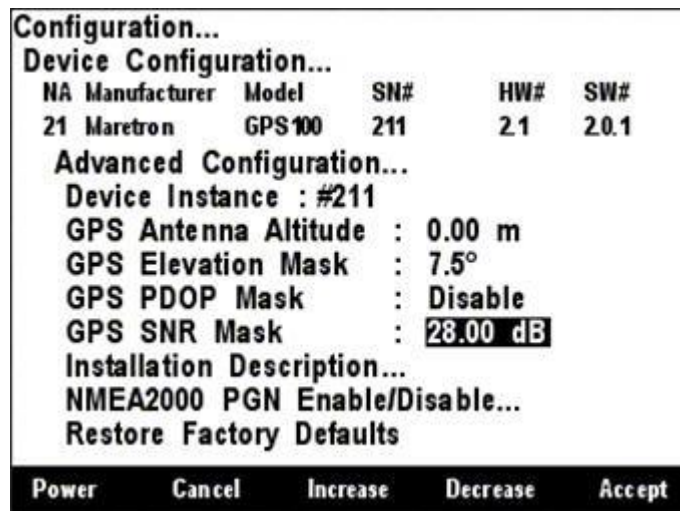 Configuration...
Device Configuration...
NA Manufacturer Model SN# HW# SW#
21 Maretron GPS100 211 2.1 2.0.1
Advanced Configuration...
Device Instance : #211
GPS Antenna Altitude : 0.00 m
GPS Elevation Mask : 7.5°
GPS PDOP Mask : Disable
GPS SNR Mask : 28.00 dB
Installation Description...
NMEA2000 PGN Enable/Disable...
Restore Factory Defaults
Power Cancel Increase Decrease Accept